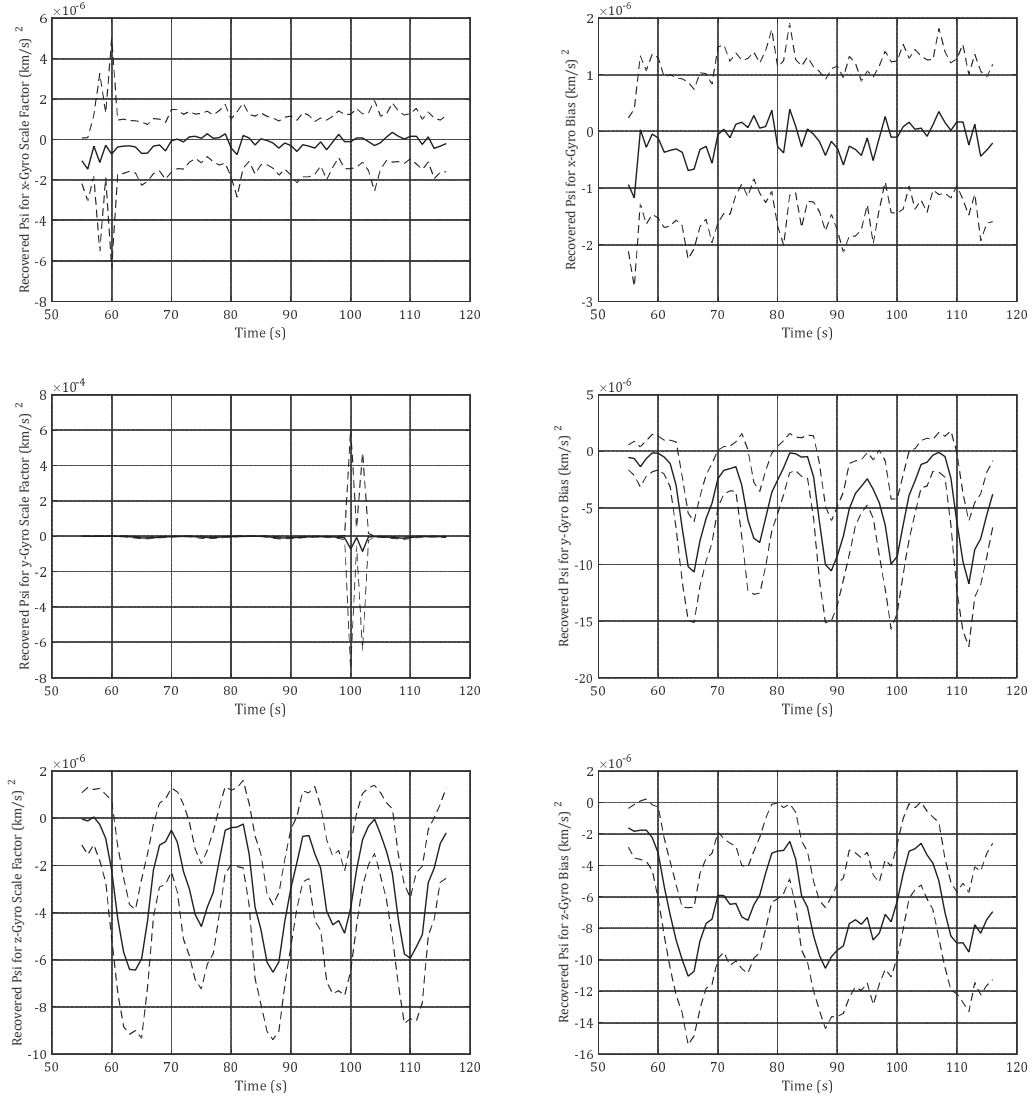 ×10-6
Recovered Psi for x-Gyro Scale Factor (km/s) 2
6
4
2
0
-2
-4
-6
-8
50 60 70 80 90 100 110 120
Time (s)
×10-6
Recovered Psi for x-Gyro Bias (km/s) 2
2
1
0
-1
-2
-3
50 60 70 80 90 100 110 120
Time (s)
×10-4
Recovered Psi for y-Gyro Scale Factor (km/s) 2
8
6
4
2
0
-2
-4
-6
-8
50 60 70 80 90 100 110 120
Time (s)
×10-6
Recovered Psi for y-Gyro Bias (km/s) 2
5
0
-5
-10
-15
-20
50 60 70 80 90 100 110 120
Time (s)
×10-6
Recovered Psi for z-Gyro Scale Factor (km/s) 2
2
0
-2
-4
-6
-8
-10
50 60 70 80 90 100 110 120
Time (s)
×10-6
Recovered Psi for z-Gyro Bias (km/s) 2
2
0
-2
-4
-6
-8
-10
-12
-14
-16
50 60 70 80 90 100 110 120
Time (s)